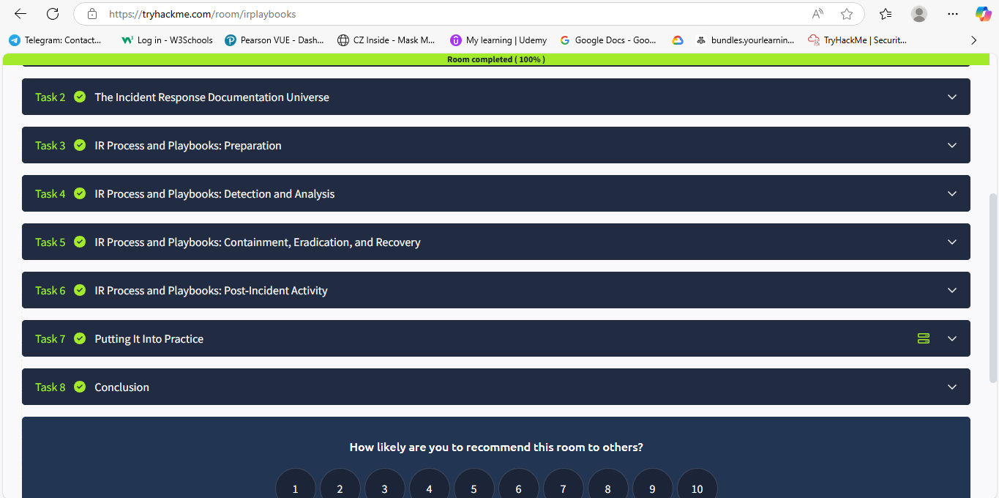 https://tryhackme.com/room/irplaybooks
Telegram: Contact... Log in - W3Schools Pearson VUE - Dash... CZ Inside - Mask M... My learning | Udemy Google Docs - Goo... bundles.yourlearnin... TryHackMe | Securit...
Room completed ( 100% )
Task 2 The Incident Response Documentation Universe
Task 3 IR Process and Playbooks: Preparation
Task 4 IR Process and Playbooks: Detection and Analysis
Task 5 IR Process and Playbooks: Containment, Eradication, and Recovery
Task 6 IR Process and Playbooks: Post-Incident Activity
Task 7 Putting It Into Practice
Task 8 Conclusion
How likely are you to recommend this room to others?
1 2 3 4 5 6 7 8 9 10